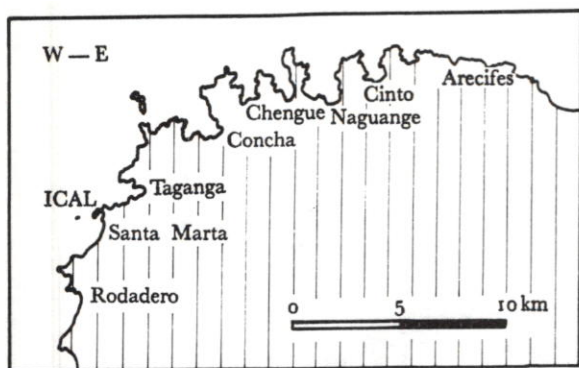 W — E
Arecifes
Cinto
Chengue Naguange
Concha
Taganga
ICAL
Santa Marta
Rodadero
0 5 10 km